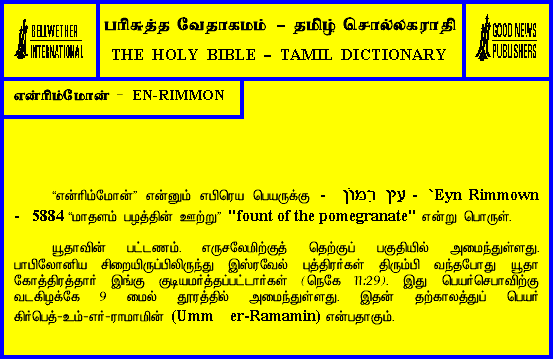 BELLWETHER
INTERNATIONAL
பரிசுத்த வேதாகமம் – தமிழ் சொல்லகராதி
THE HOLY BIBLE – TAMIL DICTIONARY
GOOD NEWS
PUBLISHERS
என்ரிம்மோன் – EN-RIMMON
“என்ரிம்மோன்” என்னும் எபிரெய பெயருக்கு - עין רמון - `Eyn Rimmown
- 5884 “மாதளம் பழத்தின் ஊற்று” "fount of the pomegranate" என்று பொருள்.
யூதாவின் பட்டணம். எருசலேமிற்குத் தெற்குப் பகுதியில் அமைந்துள்ளது.
பாபிலோனிய சிறையிருப்பிலிருந்து இஸ்ரவேல் புத்திரர்கள் திரும்பி வந்தபோது யூதா
கோத்திரத்தார் இங்கு குடியமர்த்தப்பட்டார்கள் (நெகே 11:29). இது பெயர்செபாவிற்கு
வடகிழக்கே 9 மைல் தூரத்தில் அமைந்துள்ளது. இதன் தற்காலத்துப் பெயர்
கிர்பெத்-உம்-எர்-ராமாமின் (Umm er-Ramamin) என்பதாகும்.